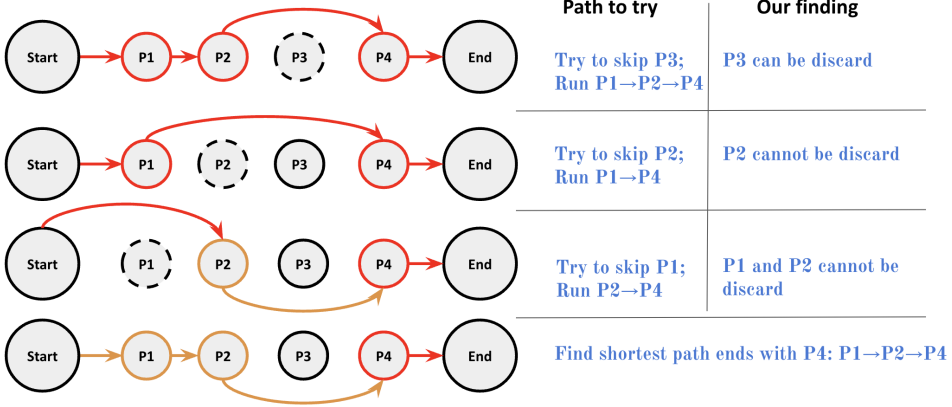 Path to try
Our finding
Start
P1
P2
P3
P4
End
Try to skip P3;
Run P1→P2→P4
P3 can be discard
Start
P1
P2
P3
P4
End
Try to skip P2;
Run P1→P4
P2 cannot be discard
Start
P1
P2
P3
P4
End
Try to skip P1;
Run P2→P4
P1 and P2 cannot be
discard
Start
P1
P2
P3
P4
End
Find shortest path ends with P4: P1→P2→P4